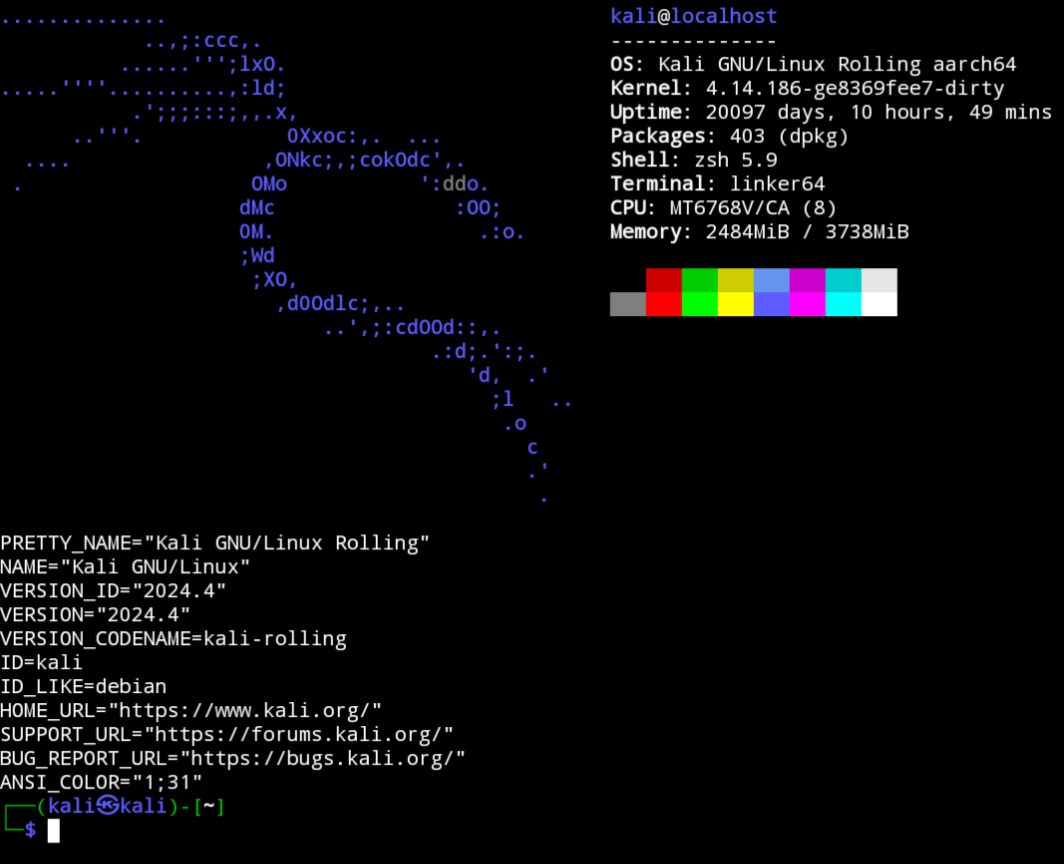 ..............
..,;:ccc,.
......''';lxO.
.....''''..........,:ld;
.';;;:::;,,.x,
..'''.            0Xxoc:,.  ...
....                ,ONkc;,;cokOdc',.
.                   OMo           ':ddo.
dMc               :OO;
0M.                 .:o.
;Wd
;XO,
,d0Odlc;,..
..',;:cdOOd::,.
.:d;.':;.
'd,  .'
;l   ..
.o
c
.'
.
kali@localhost
--------------
OS: Kali GNU/Linux Rolling aarch64
Kernel: 4.14.186-ge8369fee7-dirty
Uptime: 20097 days, 10 hours, 49 mins
Packages: 403 (dpkg)
Shell: zsh 5.9
Terminal: linker64
CPU: MT6768V/CA (8)
Memory: 2484MiB / 3738MiB
PRETTY_NAME="Kali GNU/Linux Rolling"
NAME="Kali GNU/Linux"
VERSION_ID="2024.4"
VERSION="2024.4"
VERSION_CODENAME=kali-rolling
ID=kali
ID_LIKE=debian
HOME_URL="https://www.kali.org/"
SUPPORT_URL="https://forums.kali.org/"
BUG_REPORT_URL="https://bugs.kali.org/"
ANSI_COLOR="1;31"
┌──(kali㉿kali)-[~]
└─$